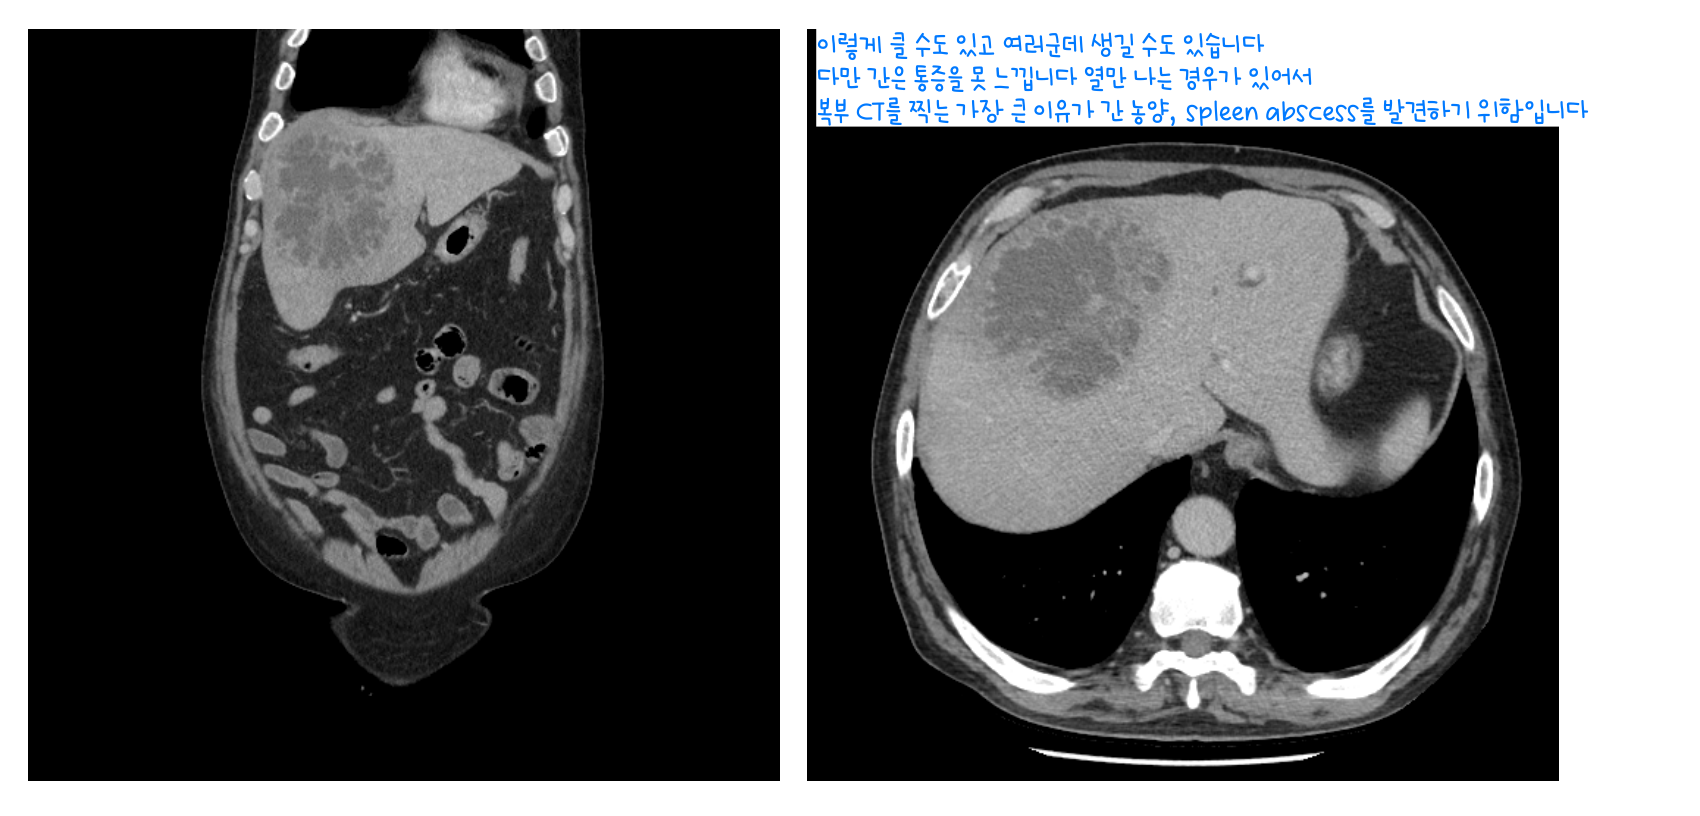 이렇게 클 수도 있고 여러군데 생길 수도 있습니다
다만 간은 통증을 못 느낍니다 열만 나는 경우가 있어서
복부 CT를 찍는 가장 큰 이유가 간 농양, spleen abscess를 발견하기 위함입니다